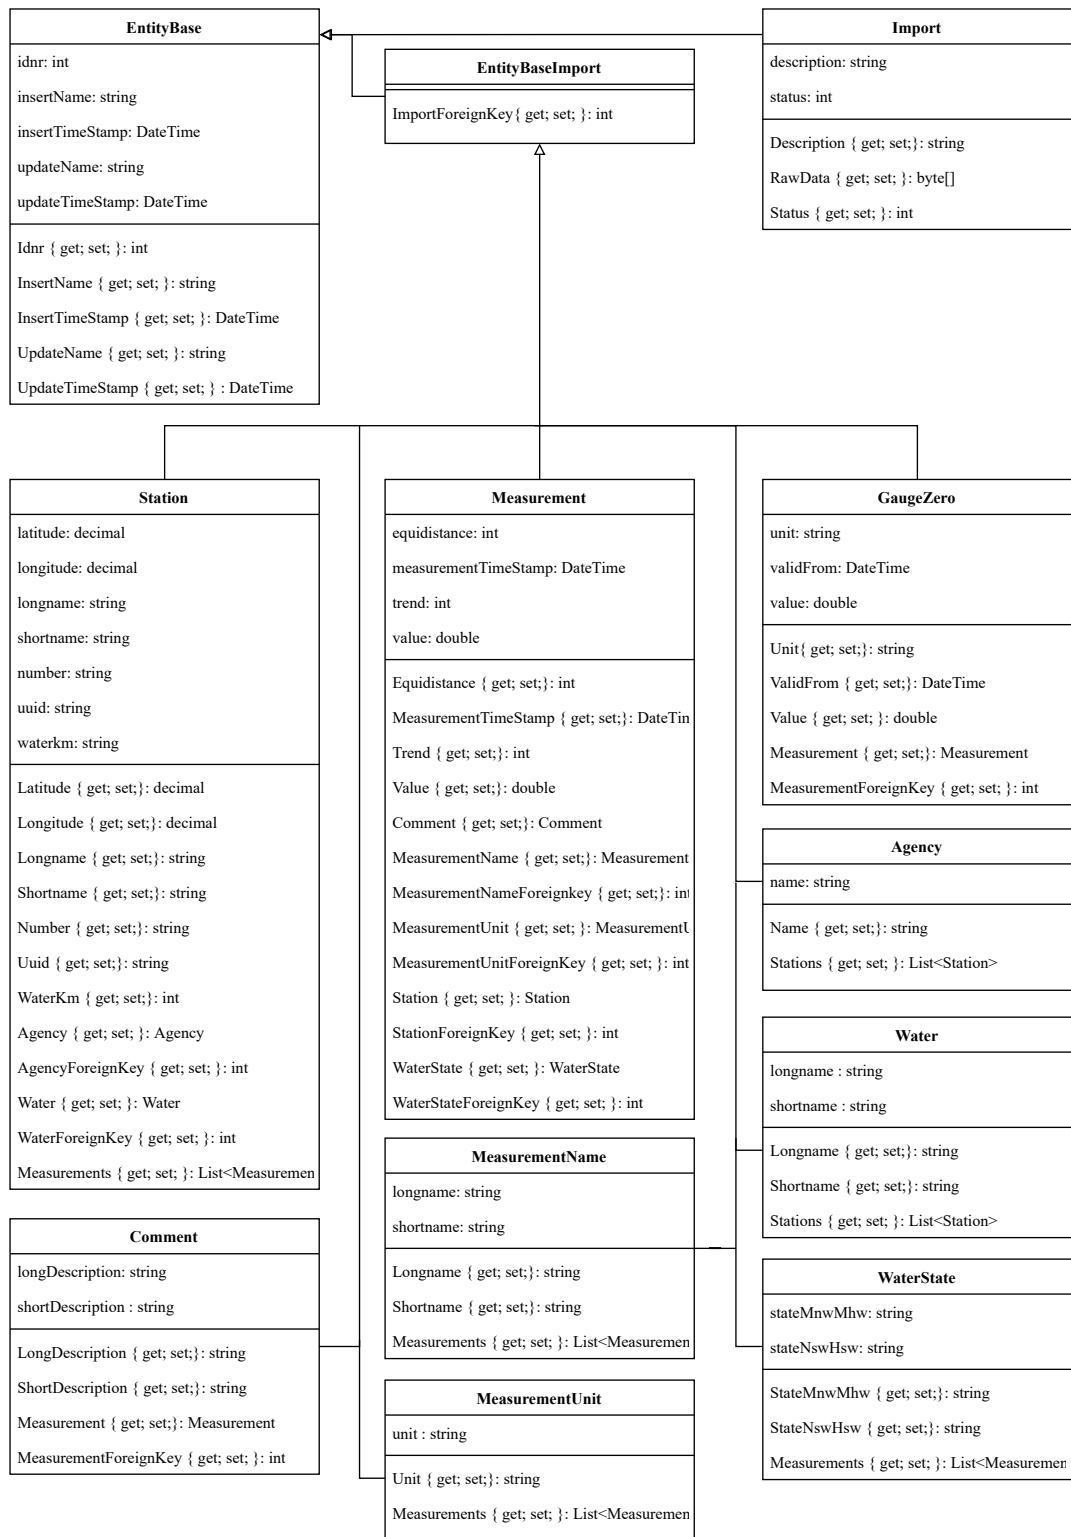 EntityBase
idnr: int
insertName: string
insertTimeStamp: DateTime
updateName: string
updateTimeStamp: DateTime
Idnr { get; set; }: int
InsertName { get; set; }: string
InsertTimeStamp { get; set; }: DateTime
UpdateName { get; set; }: string
UpdateTimeStamp { get; set; } : DateTime
EntityBaseImport
ImportForeignKey{ get; set; }: int
Import
description: string
status: int
Description { get; set;}: string
RawData { get; set; }: byte[]
Status { get; set; }: int
Station
latitude: decimal
longitude: decimal
longname: string
shortname: string
number: string
uuid: string
waterkm: string
Latitude { get; set;}: decimal
Longitude { get; set;}: decimal
Longname { get; set;}: string
Shortname { get; set;}: string
Number { get; set;}: string
Uuid { get; set;}: string
WaterKm { get; set;}: int
Agency { get; set; }: Agency
AgencyForeignKey { get; set; }: int
Water { get; set; }: Water
WaterForeignKey { get; set; }: int
Measurements { get; set; }: List<Measuremen
Comment
longDescription: string
shortDescription : string
LongDescription { get; set;}: string
ShortDescription { get; set;}: string
Measurement { get; set;}: Measurement
MeasurementForeignKey { get; set; }: int
Measurement
equidistance: int
measurementTimeStamp: DateTime
trend: int
value: double
Equidistance { get; set;}: int
MeasurementTimeStamp { get; set;}: DateTin
Trend { get; set;}: int
Value { get; set;}: double
Comment { get; set;}: Comment
MeasurementName { get; set;}: Measurement
MeasurementNameForeignkey { get; set;}: int
MeasurementUnit { get; set; }: MeasurementU
MeasurementUnitForeignKey { get; set; }: int
Station { get; set; }: Station
StationForeignKey { get; set; }: int
WaterState { get; set; }: WaterState
WaterStateForeignKey { get; set; }: int
MeasurementName
longname: string
shortname: string
Longname { get; set;}: string
Shortname { get; set;}: string
Measurements { get; set; }: List<Measuremen
MeasurementUnit
unit : string
Unit { get; set;}: string
Measurements { get; set; }: List<Measuremen
GaugeZero
unit: string
validFrom: DateTime
value: double
Unit{ get; set;}: string
ValidFrom { get; set;}: DateTime
Value { get; set; }: double
Measurement { get; set;}: Measurement
MeasurementForeignKey { get; set; }: int
Agency
name: string
Name { get; set;}: string
Stations { get; set; }: List<Station>
Water
longname : string
shortname : string
Longname { get; set;}: string
Shortname { get; set;}: string
Stations { get; set; }: List<Station>
WaterState
stateMnwMhw: string
stateNswHsw: string
StateMnwMhw { get; set;}: string
StateNswHsw { get; set;}: string
Measurements { get; set; }: List<Measuremen